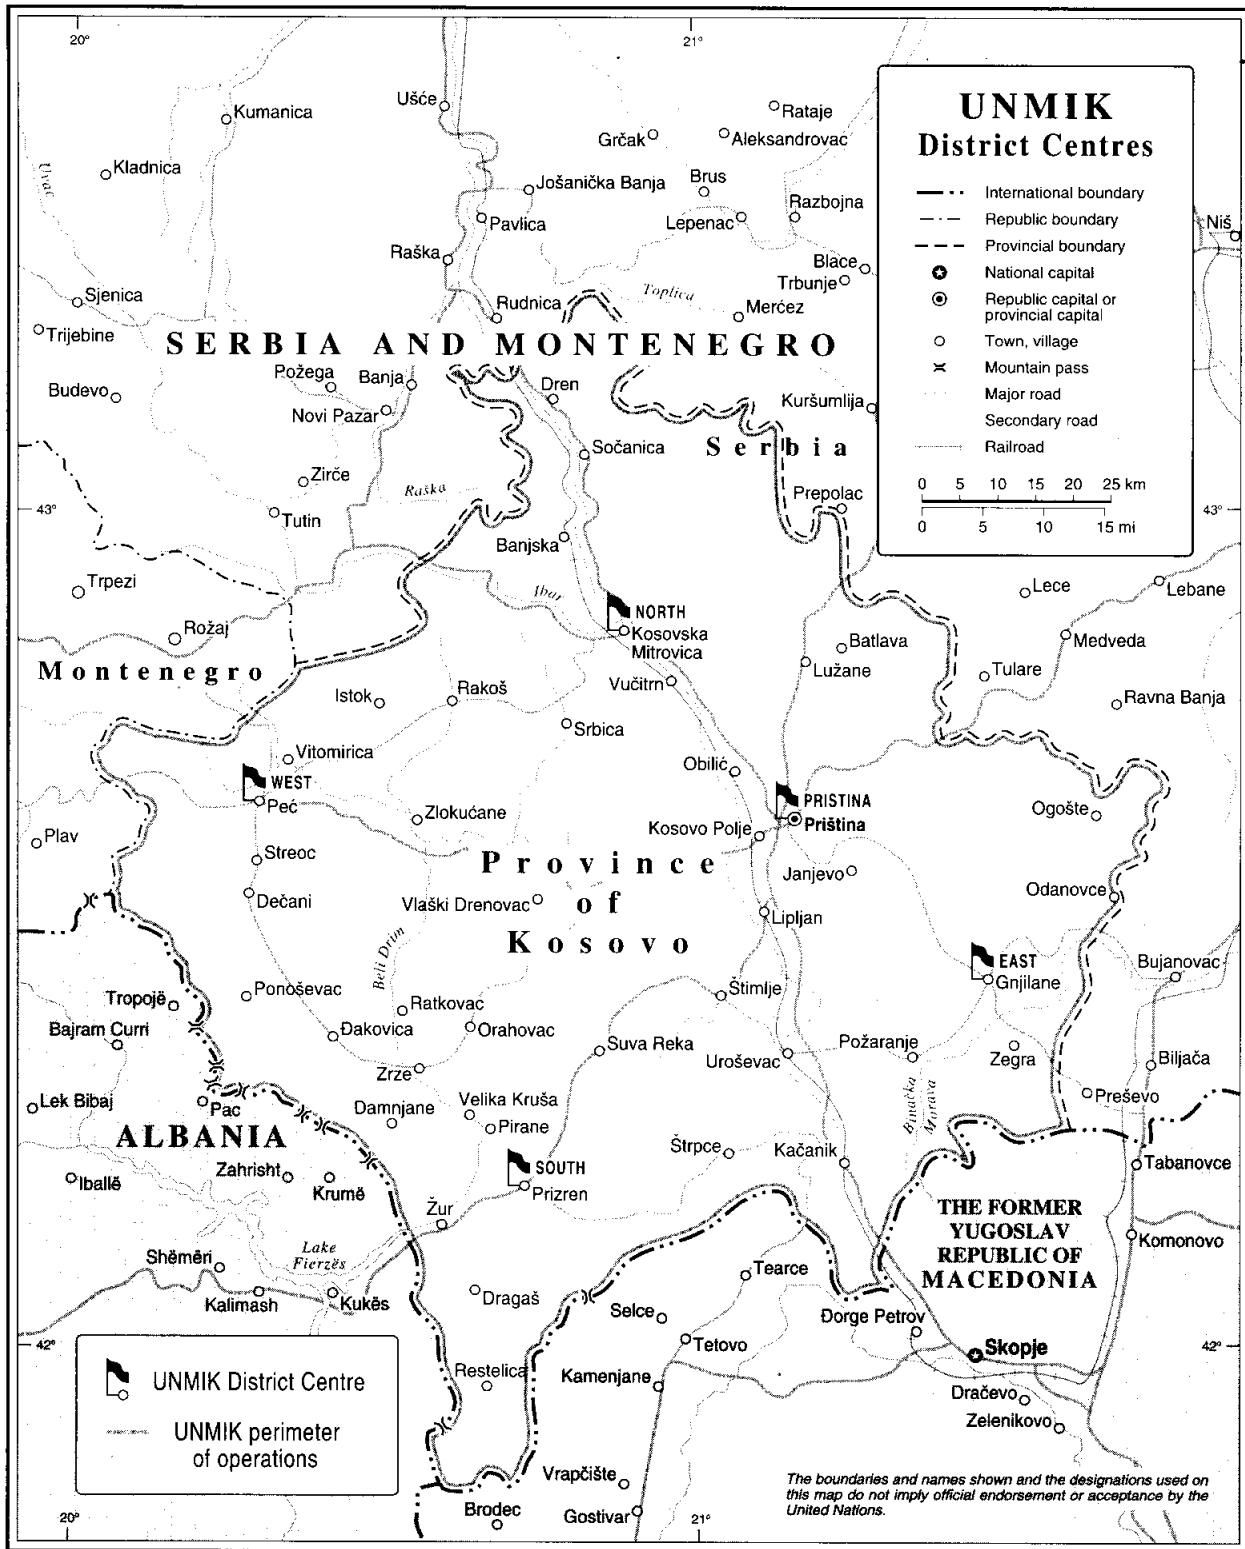 20°
21°
UNMIK
District Centres
International boundary
Republic boundary
Provincial boundary
National capital
Republic capital or
provincial capital
Town, village
Mountain pass
Major road
Secondary road
Railroad
0 5 10 15 20 25 km
0 5 10 15 mi
Ušće
Kumanica
Rataje
Grčak
Aleksandrovac
Uvac
Kladnica
Jošanička Banja
Brus
Razbojna
Pavlica
Lepenac
Niš
Raška
Blace
Trbunje
Sjenica
Rudnica
Toplica
Merćez
Trijebine
SERBIA AND MONTENEGRO
Požega
Banja
Dren
Budevo
Novi Pazar
Kuršumlija
Sočanica
Serbia
Zirče
Raška
Prepolac
43°
43°
Tutin
Banjska
Trpezi
Ibar
Lece
Lebane
NORTH
Kosovska
Mitrovica
Rožaj
Batlava
Medveda
Montenegro
Lužane
Vučitrn
Tulare
Istok
Rakoš
Ravna Banja
Srbica
Vitomirica
Obilić
WEST
Peć
PRISTINA
Priština
Ogošte
Zlokućane
Kosovo Polje
Plav
Streoc
Province
of
Kosovo
Janjevo
Dečani
Vlaški Drenovac
Odanovce
Lipljan
Beli Drim
EAST
Gnjilane
Bujanovac
Tropojë
Ponoševac
Ratkovac
Štimlje
Bajram Curri
Đakovica
Orahovac
Suva Reka
Uroševac
Požaranje
Zegra
Biljača
Zrze
Lek Bibaj
Pac
Damnjane
Velika Kruša
Binačka
Morava
Preševo
ALBANIA
Pirane
Štrpce
Kačanik
Zahrisht
Krumë
SOUTH
Prizren
Tabanovce
Iballë
Žur
THE FORMER
YUGOSLAV
REPUBLIC OF
MACEDONIA
Komonovo
Shëmëri
Lake
Fierzës
Tearce
Kalimash
Kukës
Dragaš
Selce
Đorge Petrov
42°
42°
Tetovo
Skopje
Restelica
Kamenjane
Dračevo
Zelenikovo
UNMIK District Centre
UNMIK perimeter
of operations
Vrapčište
Brodec
Gostivar
The boundaries and names shown and the designations used on
this map do not imply official endorsement or acceptance by the
United Nations.
20°
21°